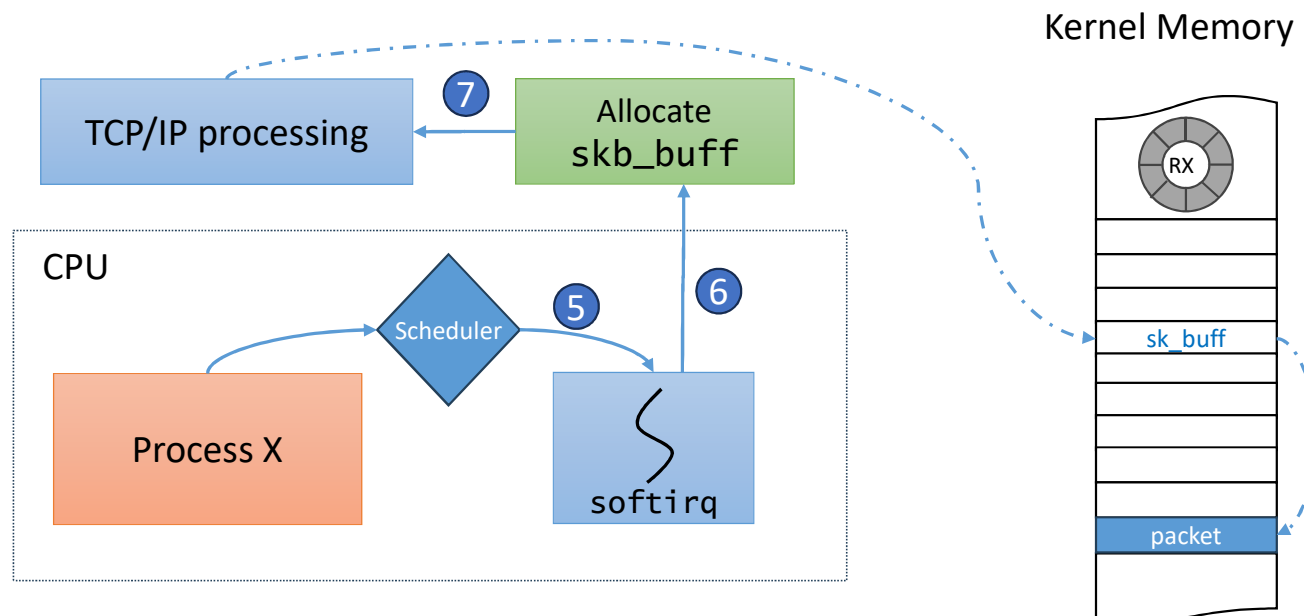 Kernel Memory
7
TCP/IP processing
Allocate
skb_buff
RX
CPU
5
6
Scheduler
sk_buff
Process X
softirq
packet